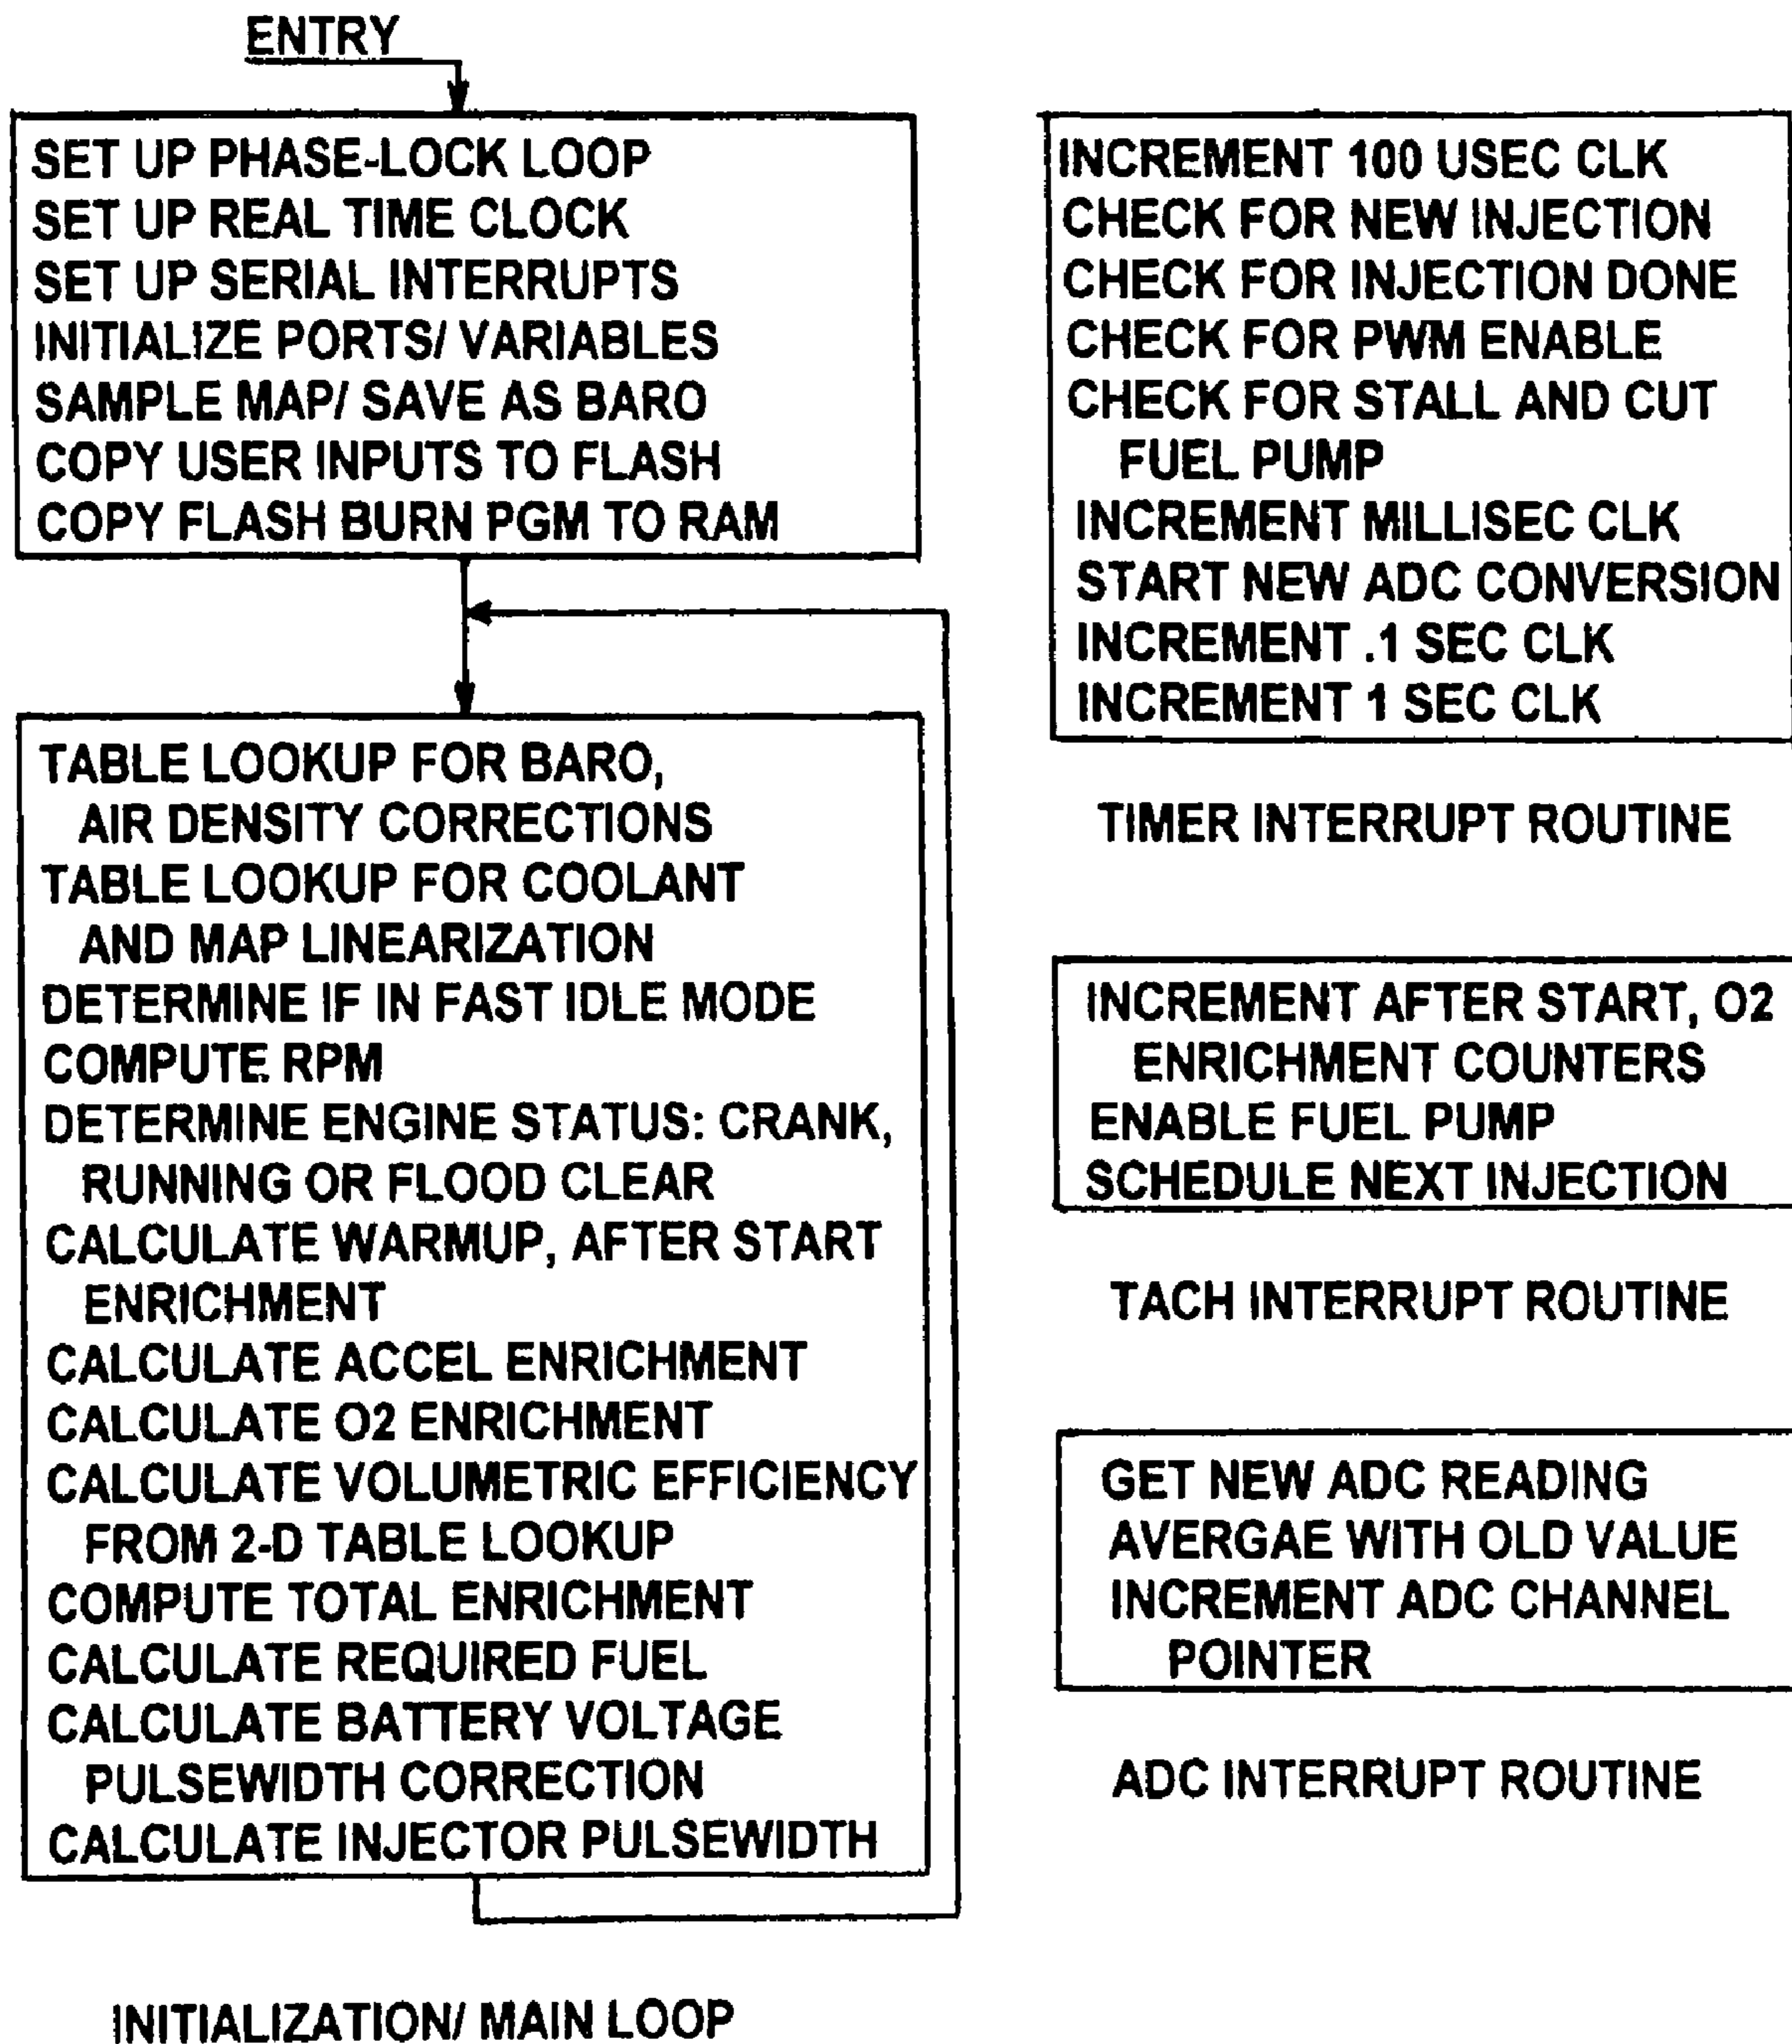 ENTRY
SET UP PHASE-LOCK LOOP
SET UP REAL TIME CLOCK
SET UP SERIAL INTERRUPTS
INITIALIZE PORTS/ VARIABLES
SAMPLE MAP/ SAVE AS BARO
COPY USER INPUTS TO FLASH
COPY FLASH BURN PGM TO RAM
TABLE LOOKUP FOR BARO,
AIR DENSITY CORRECTIONS
TABLE LOOKUP FOR COOLANT
AND MAP LINEARIZATION
DETERMINE IF IN FAST IDLE MODE
COMPUTE RPM
DETERMINE ENGINE STATUS: CRANK,
RUNNING OR FLOOD CLEAR
CALCULATE WARMUP, AFTER START
ENRICHMENT
CALCULATE ACCEL ENRICHMENT
CALCULATE O2 ENRICHMENT
CALCULATE VOLUMETRIC EFFICIENCY
FROM 2-D TABLE LOOKUP
COMPUTE TOTAL ENRICHMENT
CALCULATE REQUIRED FUEL
CALCULATE BATTERY VOLTAGE
PULSEWIDTH CORRECTION
CALCULATE INJECTOR PULSEWIDTH
INITIALIZATION/ MAIN LOOP
INCREMENT 100 USEC CLK
CHECK FOR NEW INJECTION
CHECK FOR INJECTION DONE
CHECK FOR PWM ENABLE
CHECK FOR STALL AND CUT
FUEL PUMP
INCREMENT MILLISEC CLK
START NEW ADC CONVERSION
INCREMENT .1 SEC CLK
INCREMENT 1 SEC CLK
TIMER INTERRUPT ROUTINE
INCREMENT AFTER START, O2
ENRICHMENT COUNTERS
ENABLE FUEL PUMP
SCHEDULE NEXT INJECTION
TACH INTERRUPT ROUTINE
GET NEW ADC READING
AVERGAE WITH OLD VALUE
INCREMENT ADC CHANNEL
POINTER
ADC INTERRUPT ROUTINE